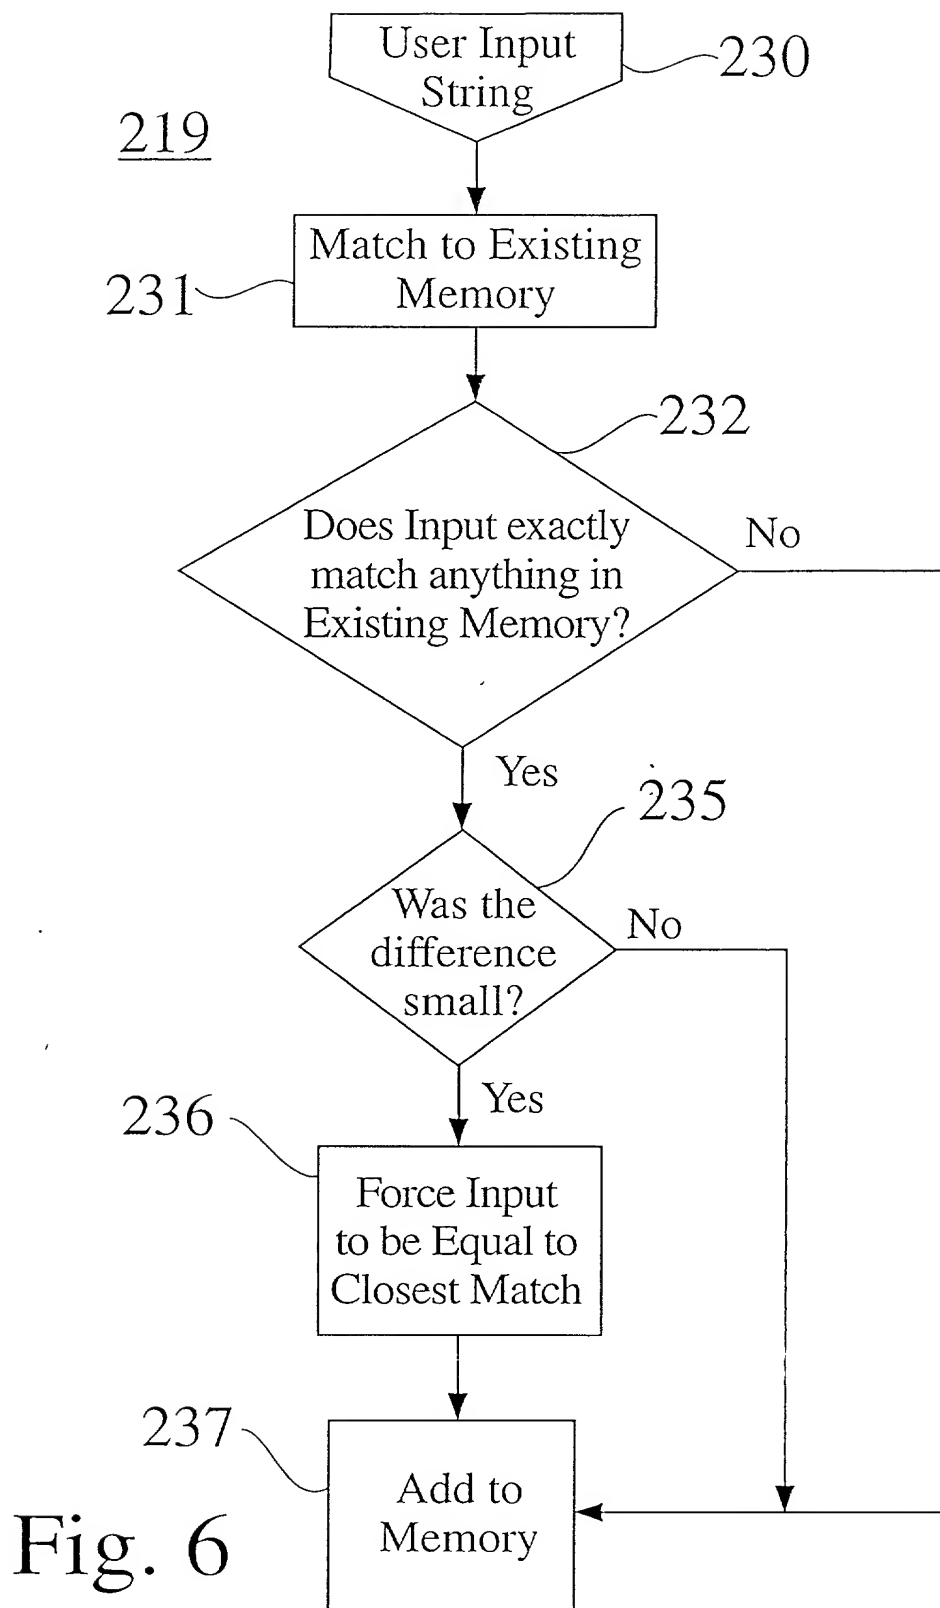 User Input
String
230
219
Match to Existing
Memory
231
232
Does Input exactly
match anything in
Existing Memory?
No
Yes
235
Was the
difference
small?
No
Yes
236
Force Input
to be Equal to
Closest Match
237
Add to
Memory
Fig. 6